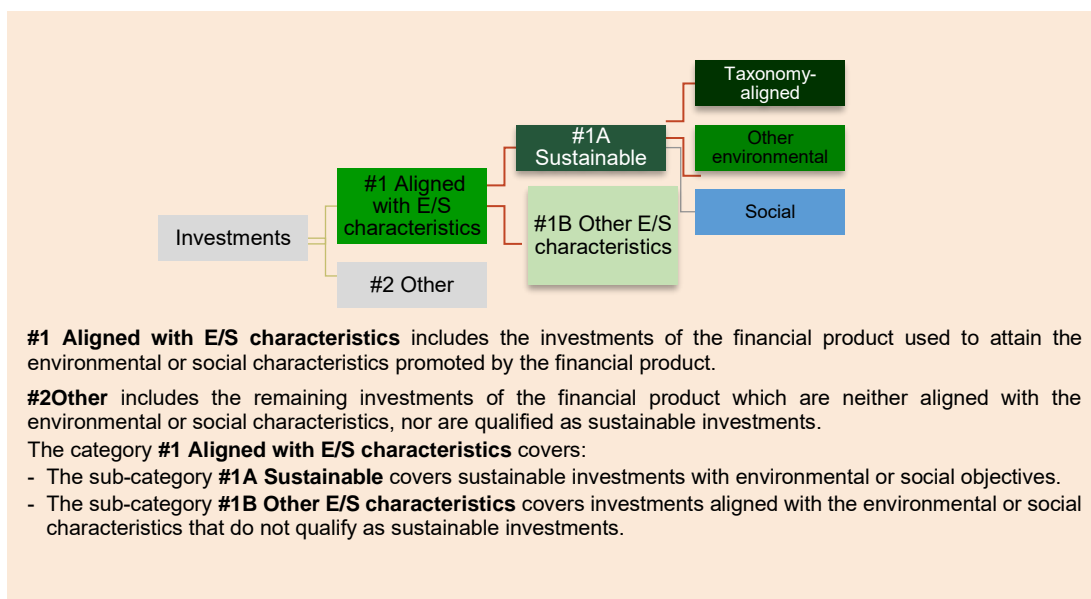 Taxonomy-
aligned
#1A
Sustainable
Other
environmental
#1 Aligned
with E/S
characteristics
Social
#1B Other E/S
characteristics
Investments
#2 Other
#1 Aligned with E/S characteristics includes the investments of the financial product used to attain the
environmental or social characteristics promoted by the financial product.
#2Other includes the remaining investments of the financial product which are neither aligned with the
environmental or social characteristics, nor are qualified as sustainable investments.
The category #1 Aligned with E/S characteristics covers:
- The sub-category #1A Sustainable covers sustainable investments with environmental or social objectives.
- The sub-category #1B Other E/S characteristics covers investments aligned with the environmental or social
characteristics that do not qualify as sustainable investments.